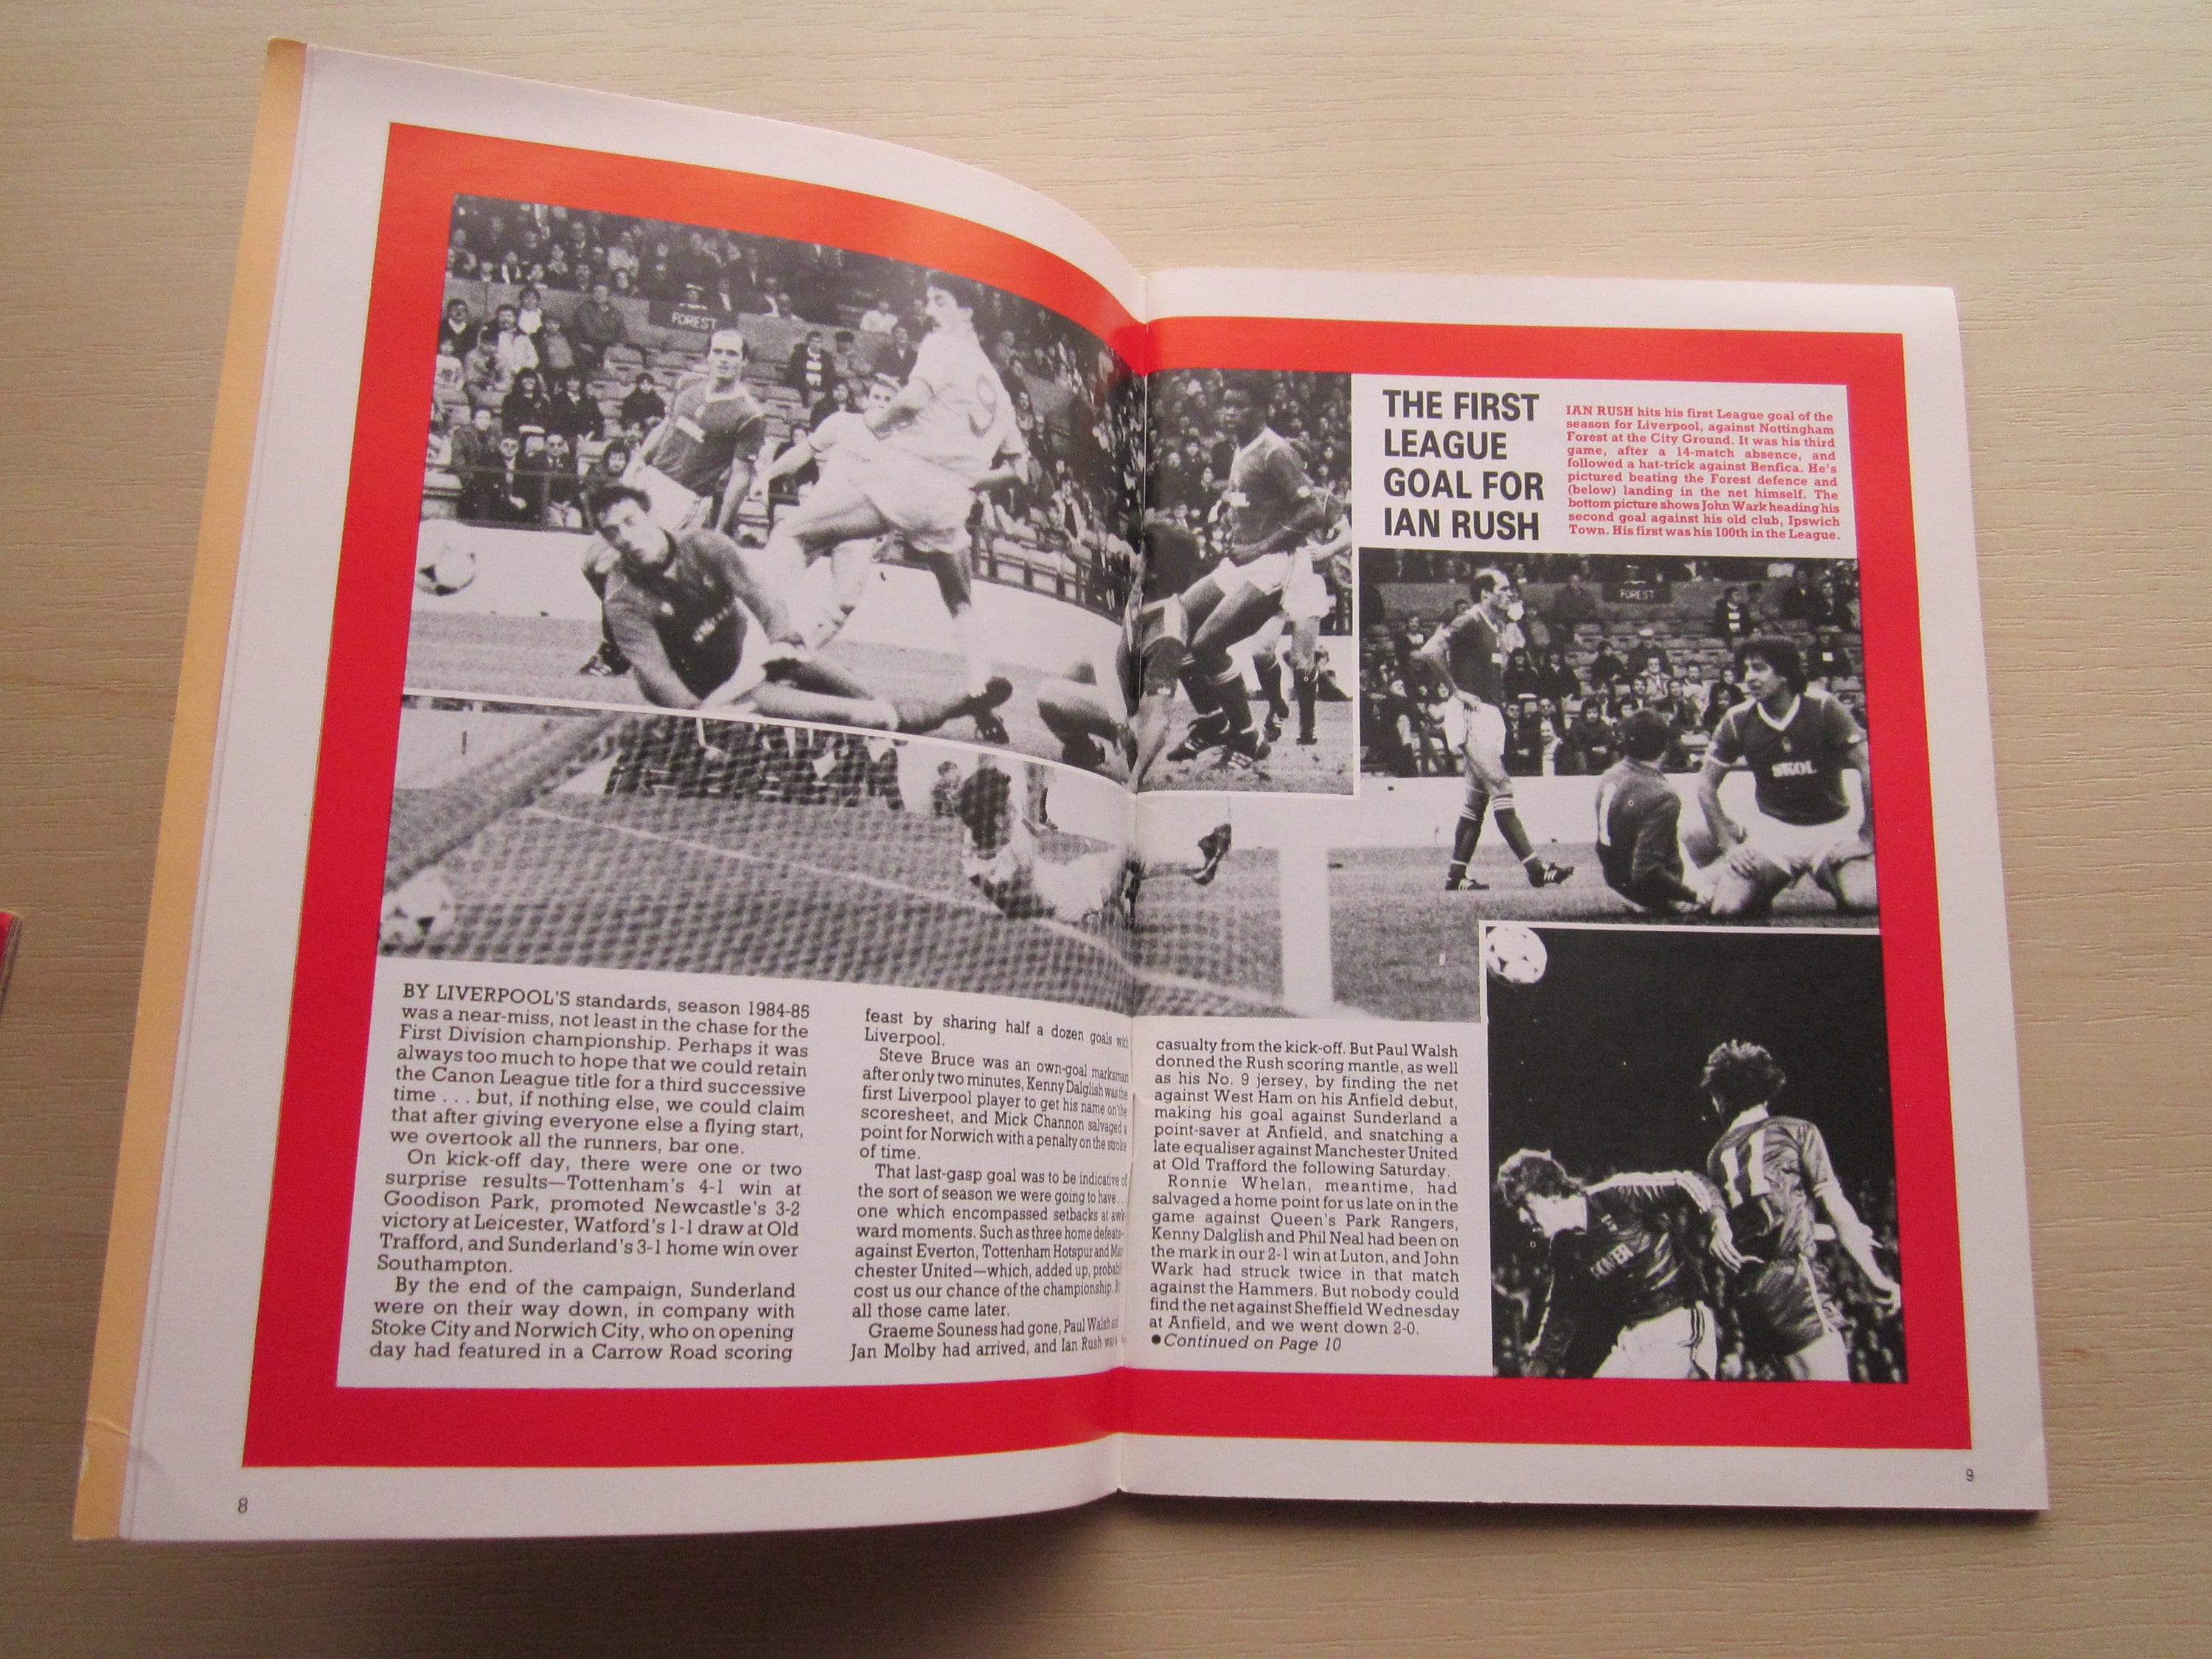 FOREST
9
THE FIRST
LEAGUE
GOAL FOR
IAN RUSH
IAN RUSH hits his first League goal of the
season for Liverpool, against Nottingham
Forest at the City Ground. It was his third
game, after a 14-match absence, and
followed a hat-trick against Benfica. He's
pictured beating the Forest defence and
(below) landing in the net himself. The
bottom picture shows John Wark heading his
second goal against his old club, Ipswich
Town. His first was his 100th in the League.
FOREST
1
SKOL
11
BY LIVERPOOL'S standards, season 1984-85
was a near-miss, not least in the chase for the
First Division championship. Perhaps it was
always too much to hope that we could retain
the Canon League title for a third successive
time . . . but, if nothing else, we could claim
that after giving everyone else a flying start,
we overtook all the runners, bar one.
On kick-off day, there were one or two
surprise results—Tottenham's 4-1 win at
Goodison Park, promoted Newcastle's 3-2
victory at Leicester, Watford's 1-1 draw at Old
Trafford, and Sunderland's 3-1 home win over
Southampton.
By the end of the campaign, Sunderland
were on their way down, in company with
Stoke City and Norwich City, who on opening
day had featured in a Carrow Road scoring
feast by sharing half a dozen goals with
Liverpool.
Steve Bruce was an own-goal marksman
after only two minutes, Kenny Dalglish was the
first Liverpool player to get his name on the
scoresheet, and Mick Channon salvaged a
point for Norwich with a penalty on the stroke
of time.
That last-gasp goal was to be indicative of
the sort of season we were going to have . . .
one which encompassed setbacks at awk-
ward moments. Such as three home defeats—
against Everton, Tottenham Hotspur and Man-
chester United—which, added up, probably
cost us our chance of the championship. But
all those came later.
Graeme Souness had gone, Paul Walsh and
Jan Molby had arrived, and Ian Rush was a
casualty from the kick-off. But Paul Walsh
donned the Rush scoring mantle, as well
as his No. 9 jersey, by finding the net
against West Ham on his Anfield debut,
making his goal against Sunderland a
point-saver at Anfield, and snatching a
late equaliser against Manchester United
at Old Trafford the following Saturday.
Ronnie Whelan, meantime, had
salvaged a home point for us late on in the
game against Queen's Park Rangers,
Kenny Dalglish and Phil Neal had been on
the mark in our 2-1 win at Luton, and John
Wark had struck twice in that match
against the Hammers. But nobody could
find the net against Sheffield Wednesday
at Anfield, and we went down 2-0.
●Continued on Page 10
8
9